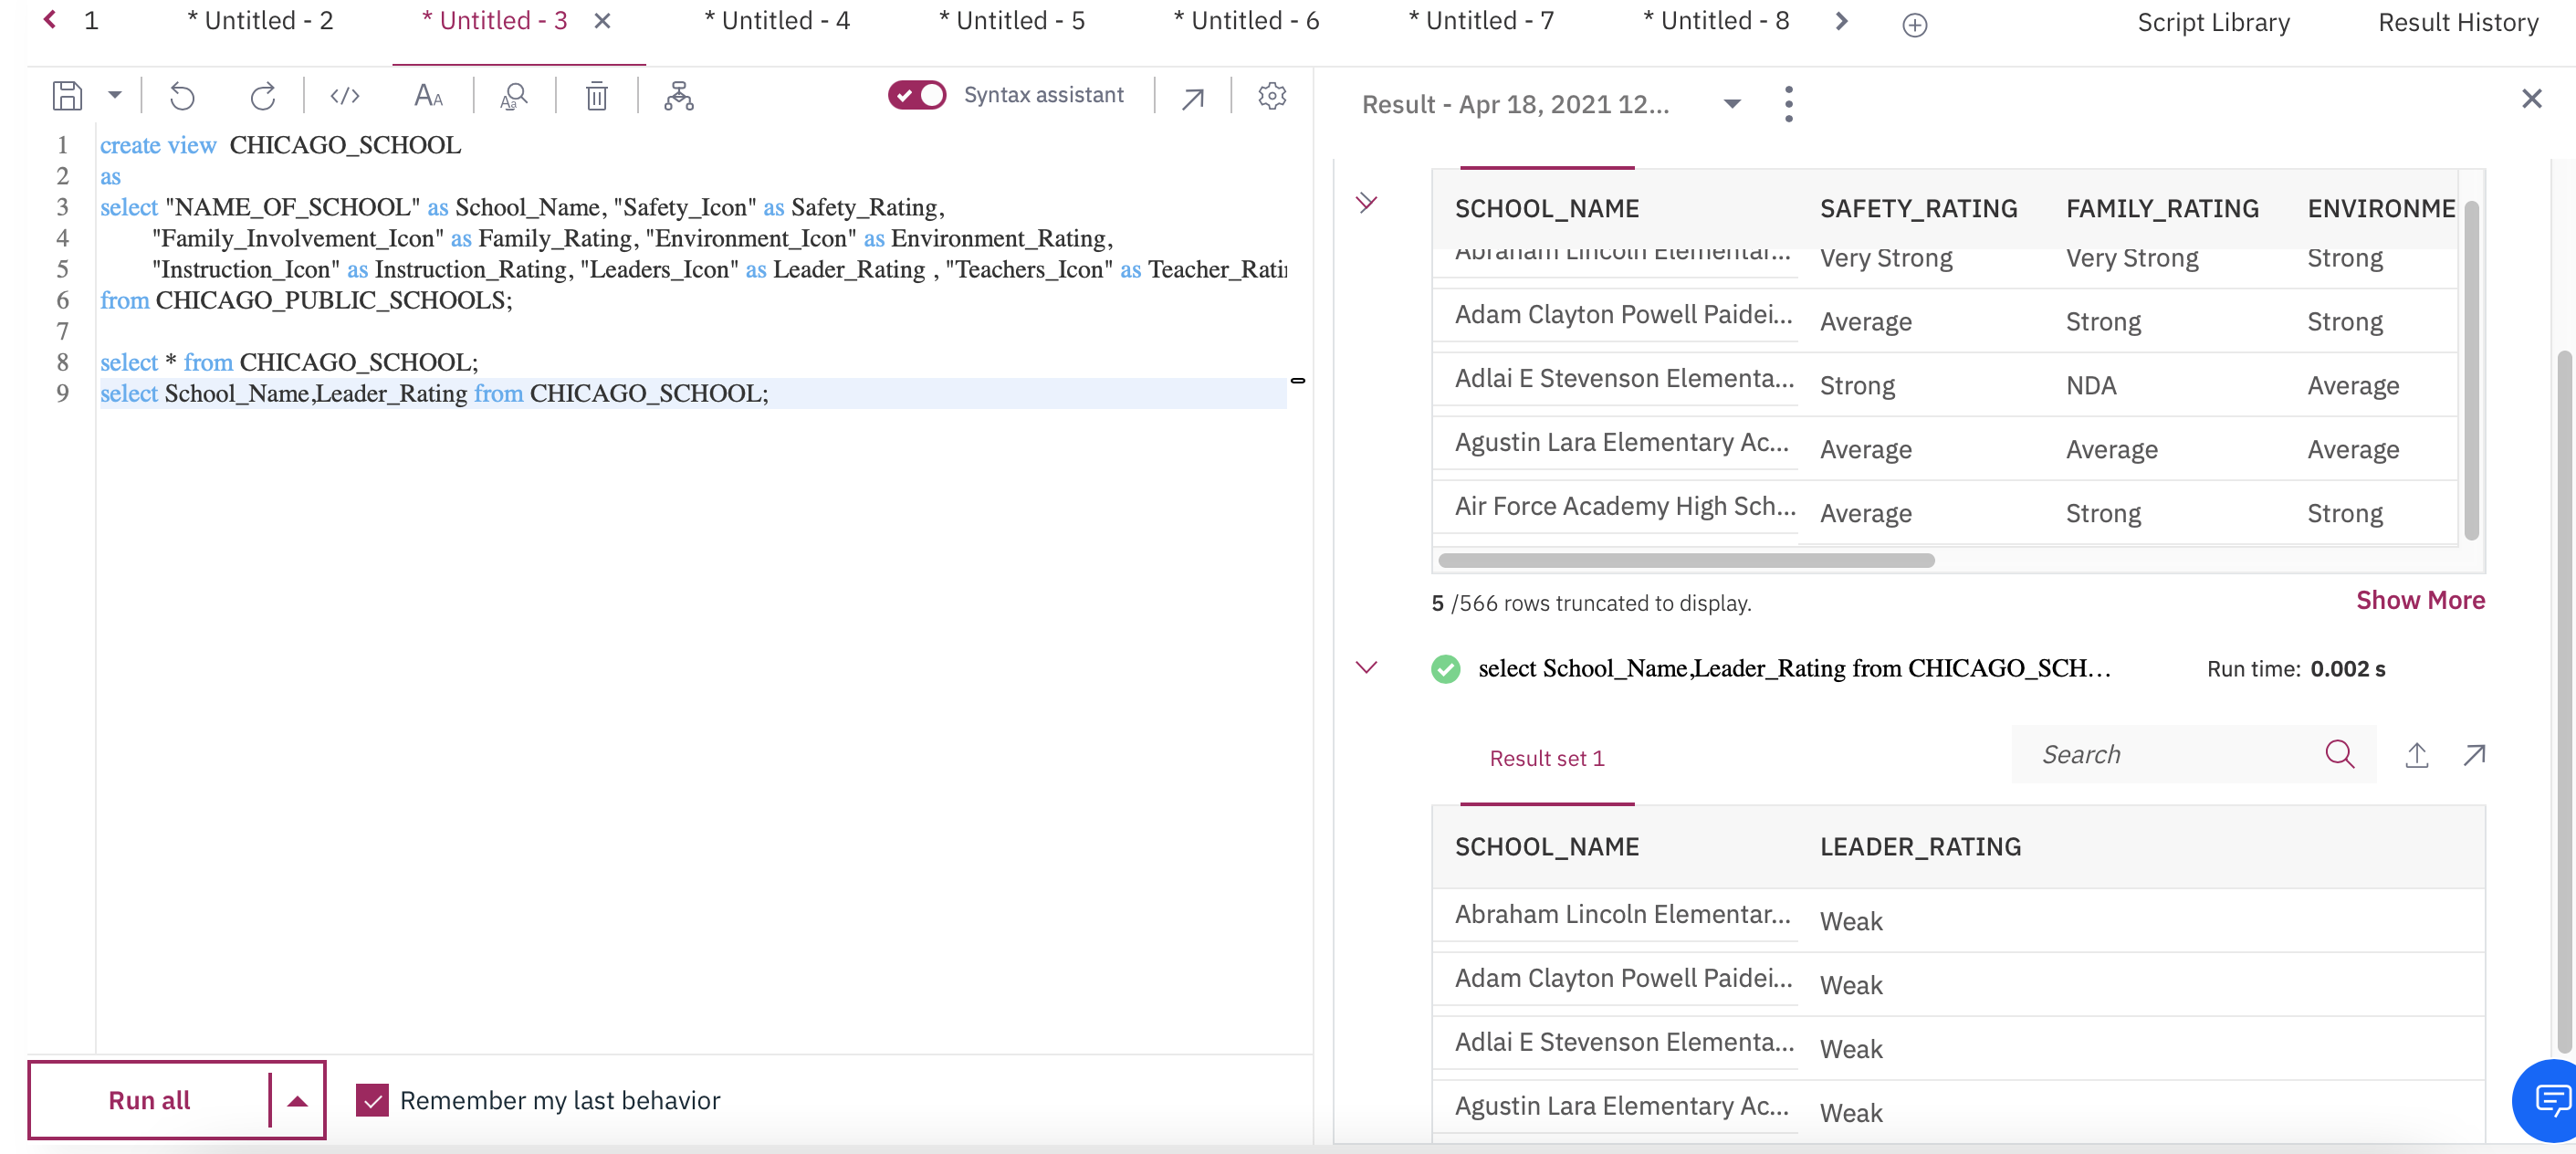 1 * Untitled - 2 * Untitled - 3 * Untitled - 4 * Untitled - 5 * Untitled - 6 * Untitled - 7 * Untitled - 8 Script Library Result History
Syntax assistant
1 create view CHICAGO_SCHOOL
2 as
3 select "NAME_OF_SCHOOL" as School_Name, "Safety_Icon" as Safety_Rating,
4 "Family_Involvement_Icon" as Family_Rating, "Environment_Icon" as Environment_Rating,
5 "Instruction_Icon" as Instruction_Rating, "Leaders_Icon" as Leader_Rating , "Teachers_Icon" as Teacher_Ratin
6 from CHICAGO_PUBLIC_SCHOOLS;
7
8 select * from CHICAGO_SCHOOL;
9 select School_Name,Leader_Rating from CHICAGO_SCHOOL;
Run all Remember my last behavior
Result - Apr 18, 2021 12...
SCHOOL_NAME SAFETY_RATING FAMILY_RATING ENVIRONME
Abraham Lincoln Elementar... Very Strong Very Strong Strong
Adam Clayton Powell Paidei... Average Strong Strong
Adlai E Stevenson Elementa... Strong NDA Average
Agustin Lara Elementary Ac... Average Average Average
Air Force Academy High Sch... Average Strong Strong
5 /566 rows truncated to display. Show More
select School_Name,Leader_Rating from CHICAGO_SCH... Run time: 0.002 s
Result set 1 Search
SCHOOL_NAME LEADER_RATING
Abraham Lincoln Elementar... Weak
Adam Clayton Powell Paidei... Weak
Adlai E Stevenson Elementa... Weak
Agustin Lara Elementary Ac... Weak